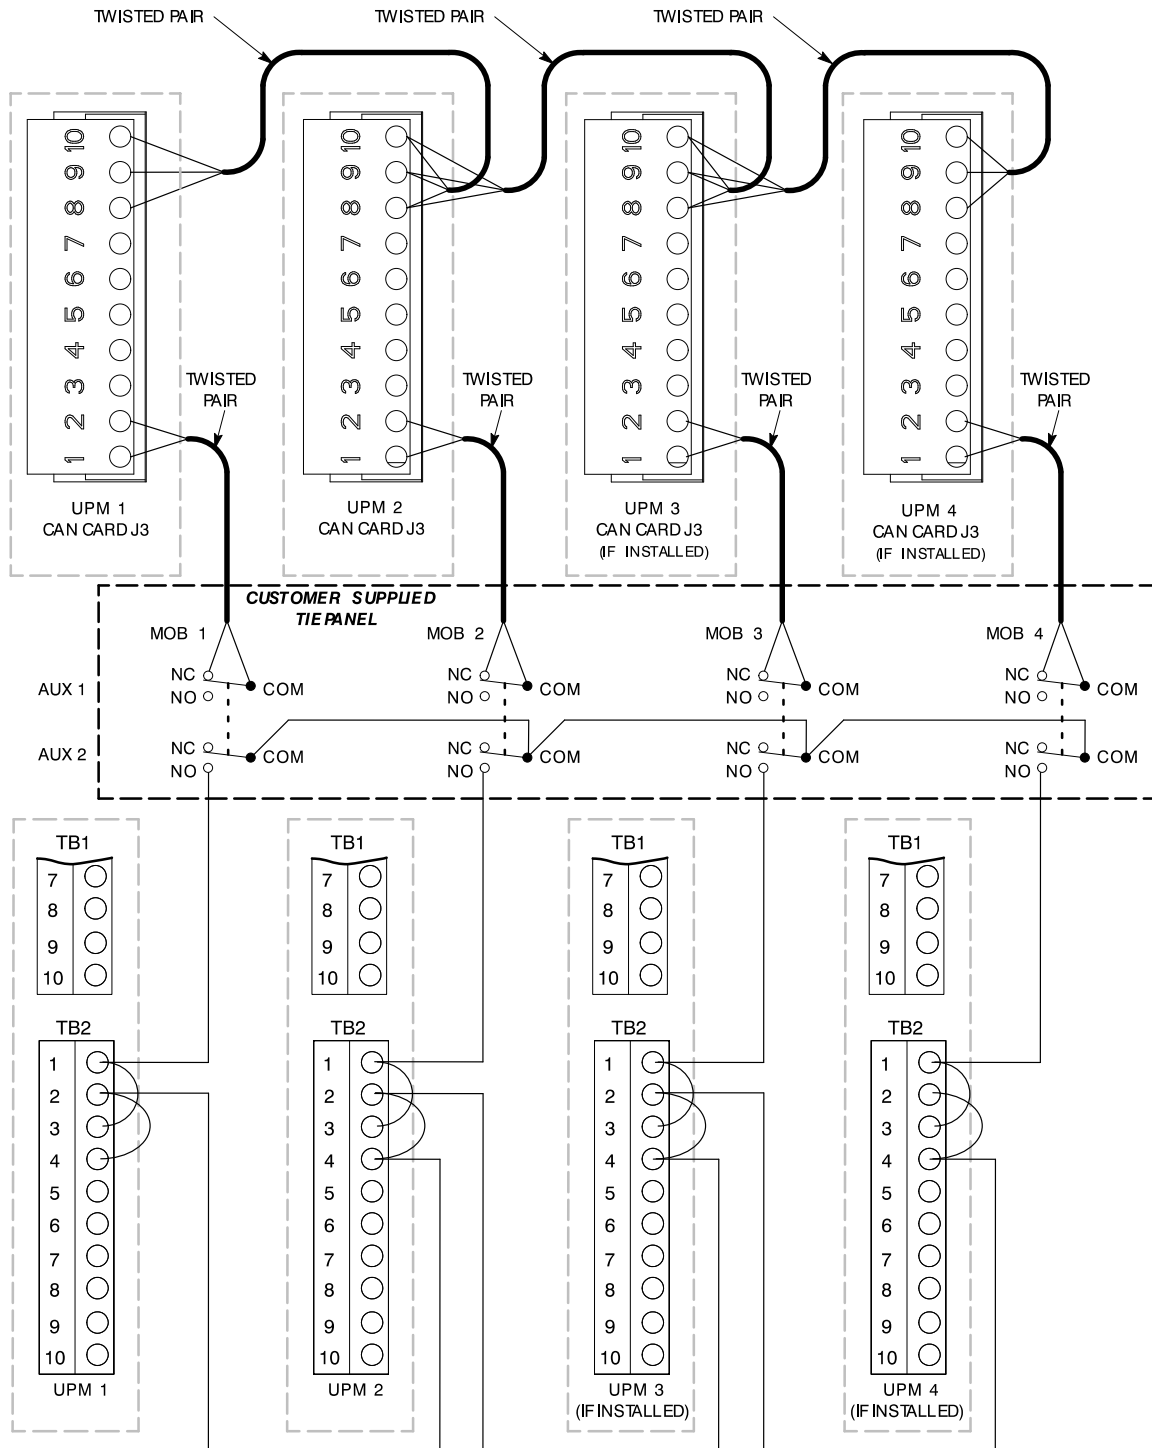 TWISTED PAIR TWISTED PAIR TWISTED PAIR
10 10 10 10
9 9 9 9
8 8 8 8
7 7 7 7
6 6 6 6
5 5 5 5
4 4 4 4
3 3 3 3
2 2 2 2
1 1 1 1
TWISTED PAIR
TWISTED PAIR
TWISTED PAIR
TWISTED PAIR
UPM 1
CAN CARD J3
UPM 2
CAN CARD J3
UPM 3
CAN CARD J3
(IF INSTALLED)
UPM 4
CAN CARD J3
(IF INSTALLED)
CUSTOMER SUPPLIED
TIE PANEL
MOB 1 MOB 2 MOB 3 MOB 4
AUX 1
NC NC NC NC
COM COM COM COM
NO NO NO NO
AUX 2
NC NC NC NC
COM COM COM COM
NO NO NO NO
TB1 TB1 TB1 TB1
7 7 7 7
8 8 8 8
9 9 9 9
10 10 10 10
TB2 TB2 TB2 TB2
1 1 1 1
2 2 2 2
3 3 3 3
4 4 4 4
5 5 5 5
6 6 6 6
7 7 7 7
8 8 8 8
9 9 9 9
10 10 10 10
UPM 1
UPM 2
UPM 3
(IF INSTALLED)
UPM 4
(IF INSTALLED)